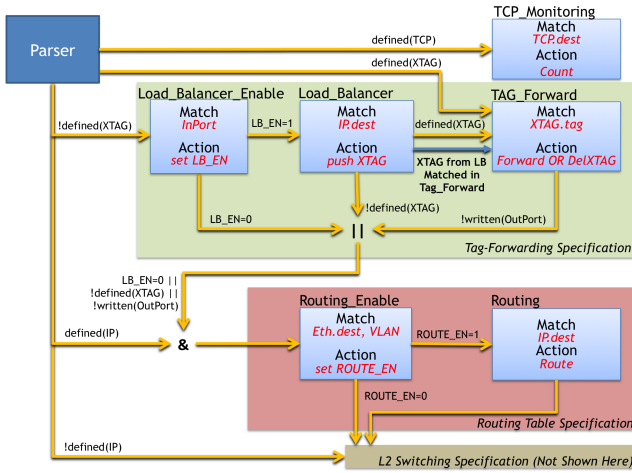 TCP_Monitoring
Parser
defined(TCP)
Match
TCP.dest
Action
Count
defined(XTAG)
Load_Balancer_Enable
Load_Balancer
TAG_Forward
!defined(XTAG)
Match
InPort
Action
set LB_EN
LB_EN=1
Match
IP.dest
Action
push XTAG
defined(XTAG)
XTAG from LB
Matched in
Tag_Forward
Match
XTAG.tag
Action
Forward OR DelXTAG
LB_EN=0
!defined(XTAG)
!written(OutPort)
||
Tag-Forwarding Specification
LB_EN=0 ||
!defined(XTAG) ||
!written(OutPort)
defined(IP)
&
Routing_Enable
Routing
Match
Eth.dest, VLAN
Action
set ROUTE_EN
ROUTE_EN=1
Match
IP.dest
Action
Route
ROUTE_EN=0
Routing Table Specification
!defined(IP)
L2 Switching Specification (Not Shown Here)